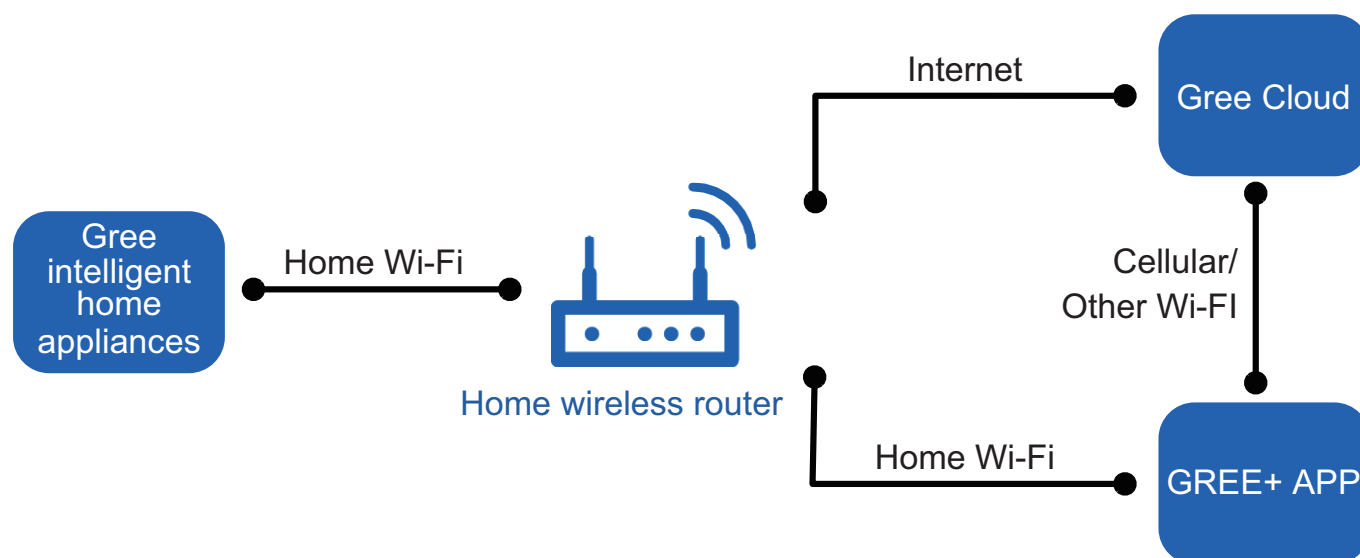 Internet
Gree Cloud
Gree
intelligent
home
appliances
Home Wi-Fi
Cellular/
Other Wi-FI
Home wireless router
Home Wi-Fi
GREE+ APP